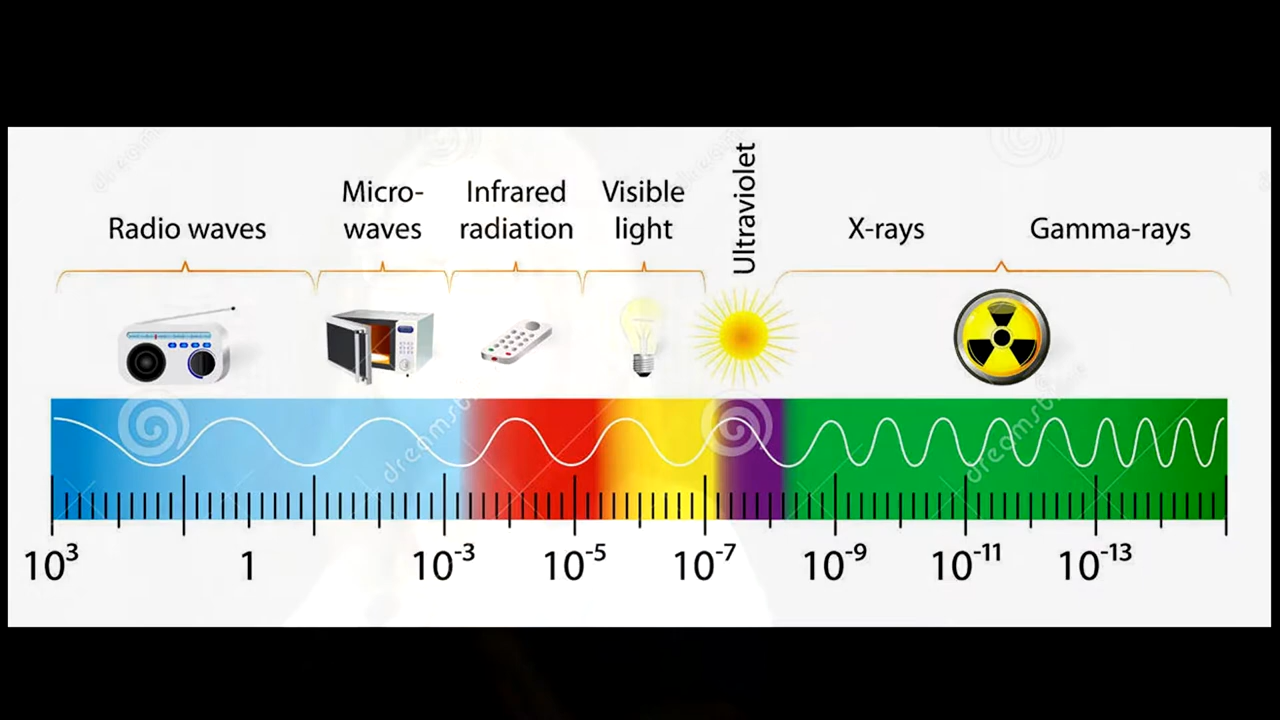 Radio waves
Micro-
waves
Infrared
radiation
Visible
light
Ultraviolet
X-rays
Gamma-rays
10³
1
10⁻³
10⁻⁵
10⁻⁷
10⁻⁹
10⁻¹¹
10⁻¹³